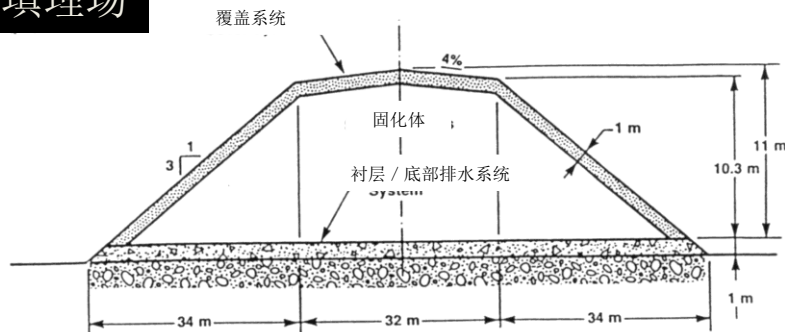 填埋场
覆盖系统
4%
固化体
1 m
1
3
11 m
10.3 m
衬层 / 底部排水系统
System
1 m
34 m
32 m
34 m